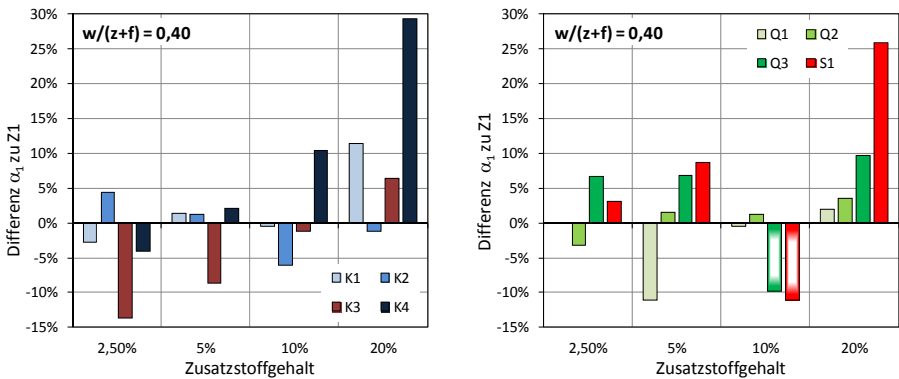 30%
25%
20%
15%
10%
5%
0%
-5%
-10%
-15%
Differenz α₁ zu Z1
w/(z+f) = 0,40
K1 K2
K3 K4
2,50% 5% 10% 20%
Zusatzstoffgehalt
30%
25%
20%
15%
10%
5%
0%
-5%
-10%
-15%
Differenz α₁ zu Z1
w/(z+f) = 0,40
Q1 Q2
Q3 S1
2,50% 5% 10% 20%
Zusatzstoffgehalt